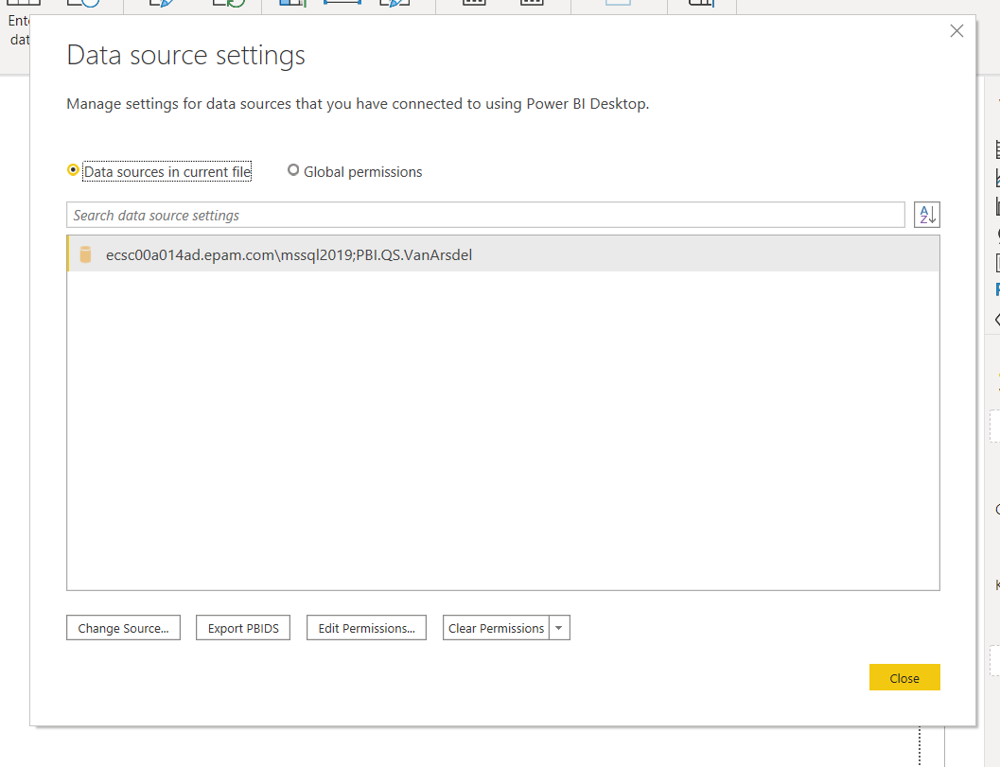 Data source settings
Manage settings for data sources that you have connected to using Power BI Desktop.
Data sources in current file
Global permissions
Search data source settings
A
Z
ecsc00a014ad.epam.com\mssql2019;PBI.QS.VanArsdel
Change Source...
Export PBIDS
Edit Permissions...
Clear Permissions
Close